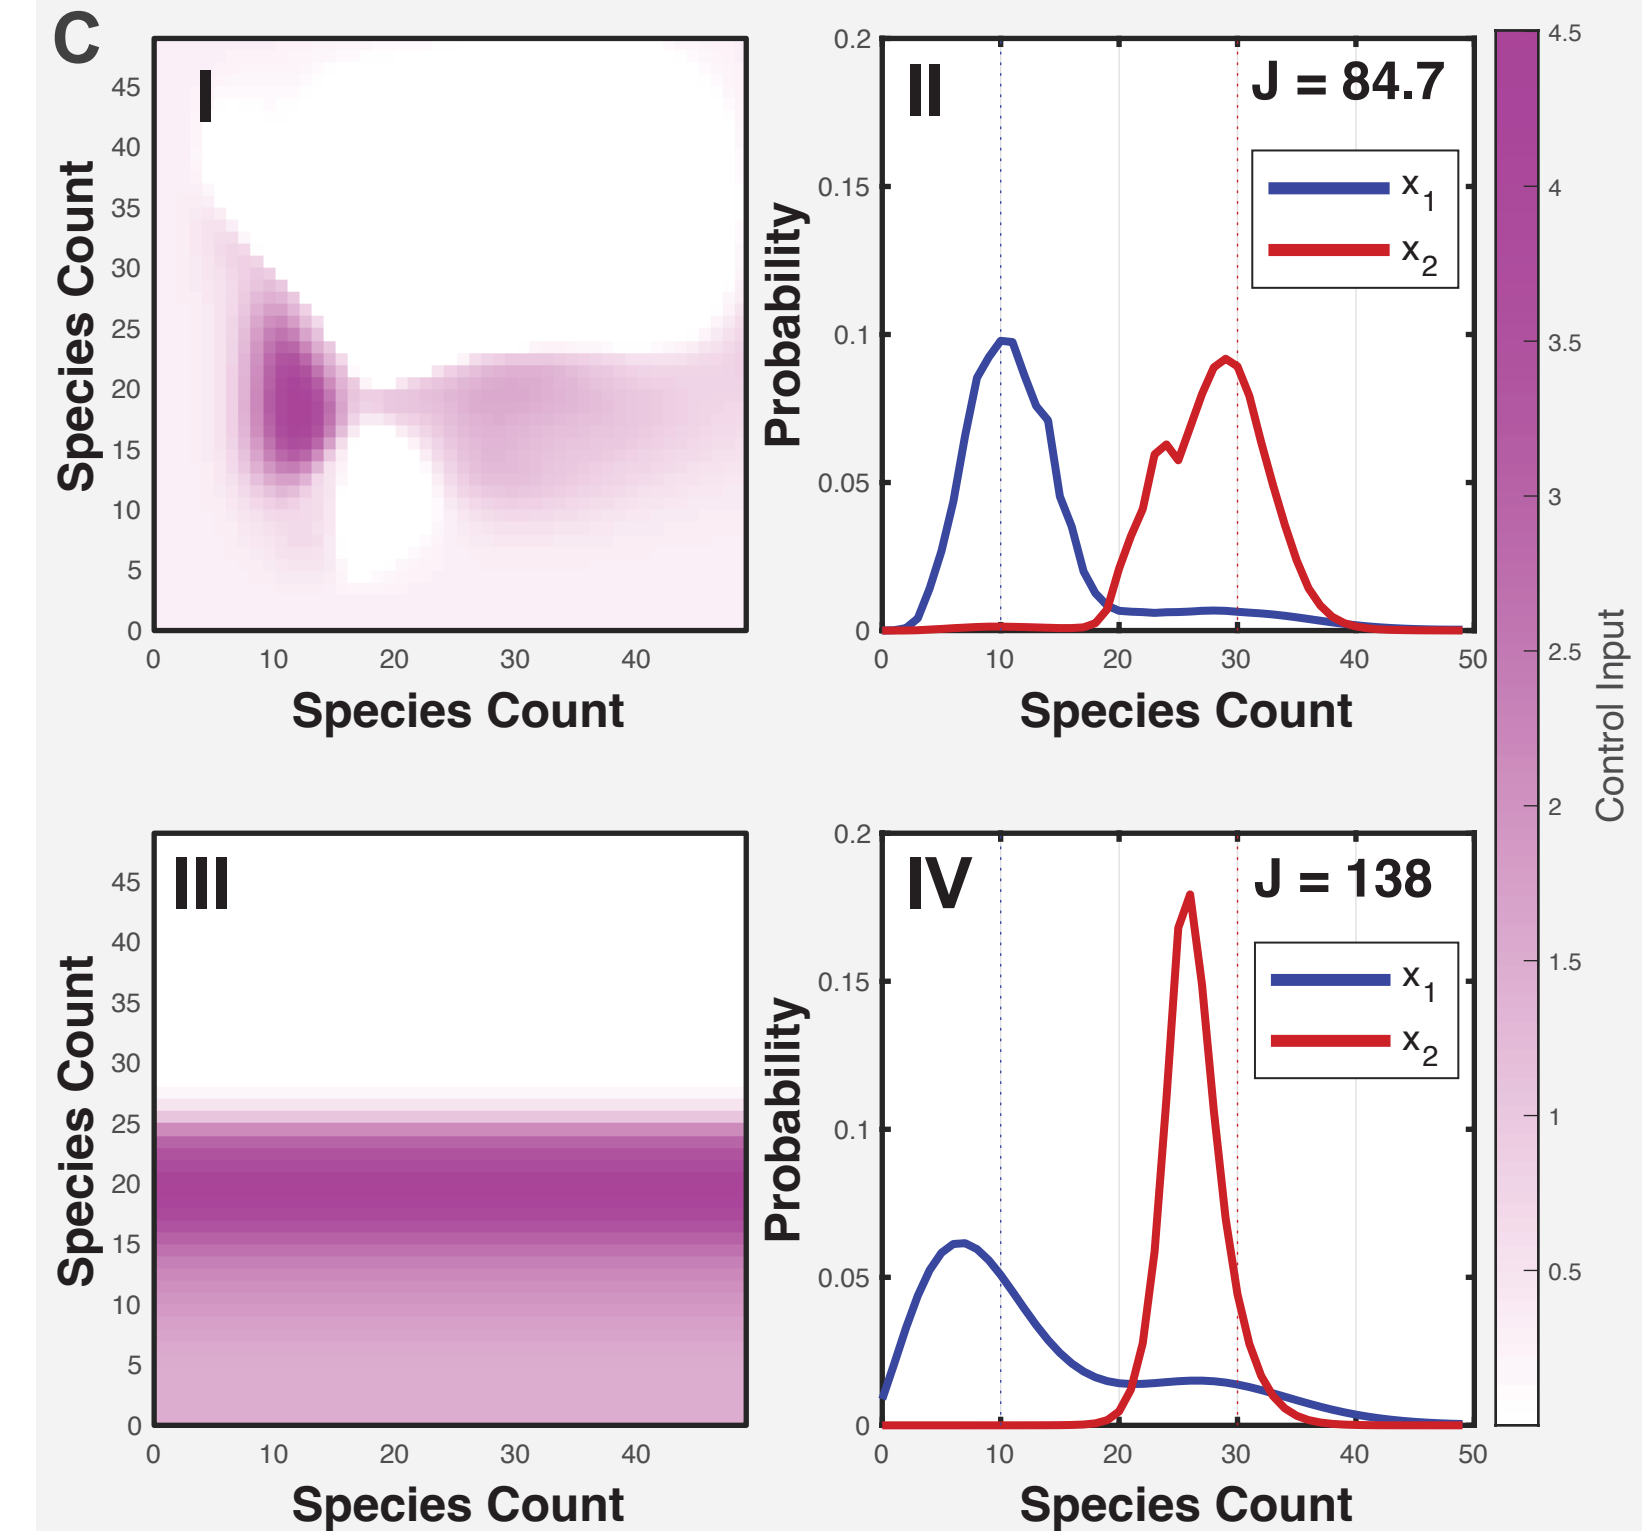 C
I
45
40
35
30
25
20
15
10
5
0
0 10 20 30 40
Species Count
Species Count
II
J = 84.7
x1
x2
0.2
0.15
0.1
0.05
0
0 10 20 30 40 50
Probability
Species Count
4.5
4
3.5
3
2.5
2
1.5
1
0.5
Control Input
III
45
40
35
30
25
20
15
10
5
0
0 10 20 30 40
Species Count
Species Count
IV
J = 138
x1
x2
0.2
0.15
0.1
0.05
0
0 10 20 30 40 50
Probability
Species Count